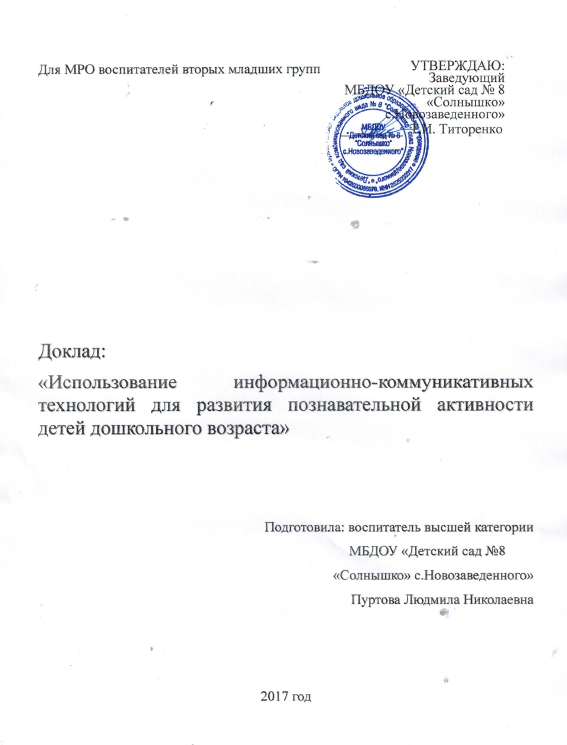 Для МРО воспитателей вторых младших групп
УТВЕРЖДАЮ:
Заведующий
МБДОУ «Детский сад № 8
«Солнышко»
с.Новозаведенного»
Титоренко
МБДОУ
"Детский сад № 8
"Солнышко"
с.Новозаведенного"
Доклад:
«Использование информационно-коммуникативных
технологий для развития познавательной активности
детей дошкольного возраста»
Подготовила: воспитатель высшей категории
МБДОУ «Детский сад №8
«Солнышко» с.Новозаведенного»
Пуртова Людмила Николаевна
2017 год